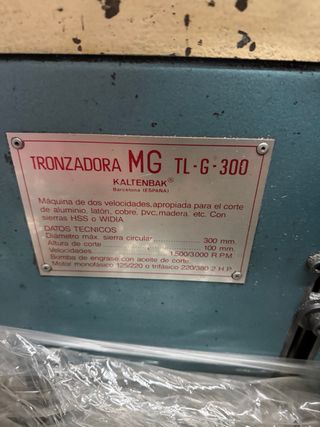 TRONZADORA MG TL-G-300
KALTENBAK®
Barcelona (ESPAÑA)
Máquina de dos velocidades,apropiada para el corte
de aluminio, latón, cobre, pvc,madera. etc. Con
sierras HSS o WIDIA
DATOS TECNICOS
Diámetro máx. sierra circular.................. 300 mm.
Altura de corte.................. 100 mm.
Velocidades.................. 1.500/3.000 R.P.M.
Bomba de engrase con aceite de corte.
Motor monofásico 125/220 o trifásico 220/380 2 H.P.